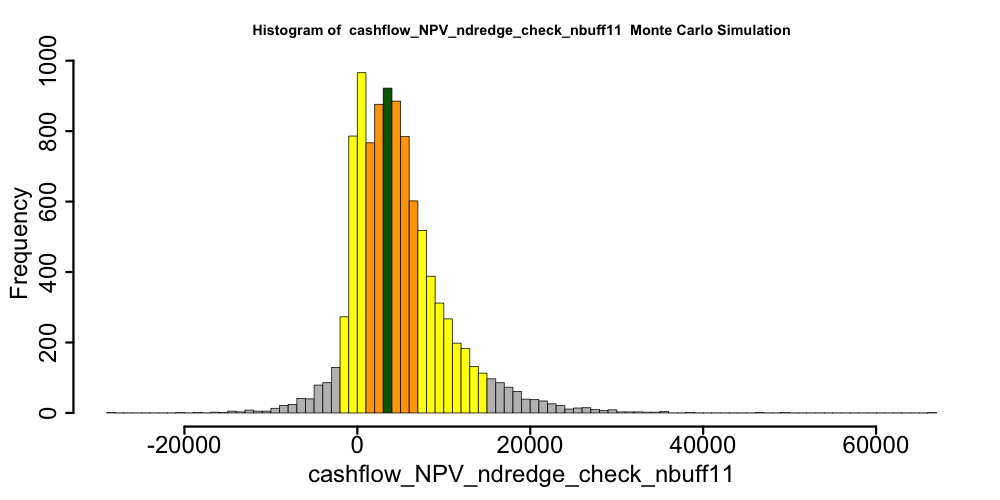 Histogram of  cashflow_NPV_ndredge_check_nbuff11  Monte Carlo Simulation
Frequency
1000
800
600
400
200
0
-20000 0 20000 40000 60000
cashflow_NPV_ndredge_check_nbuff11